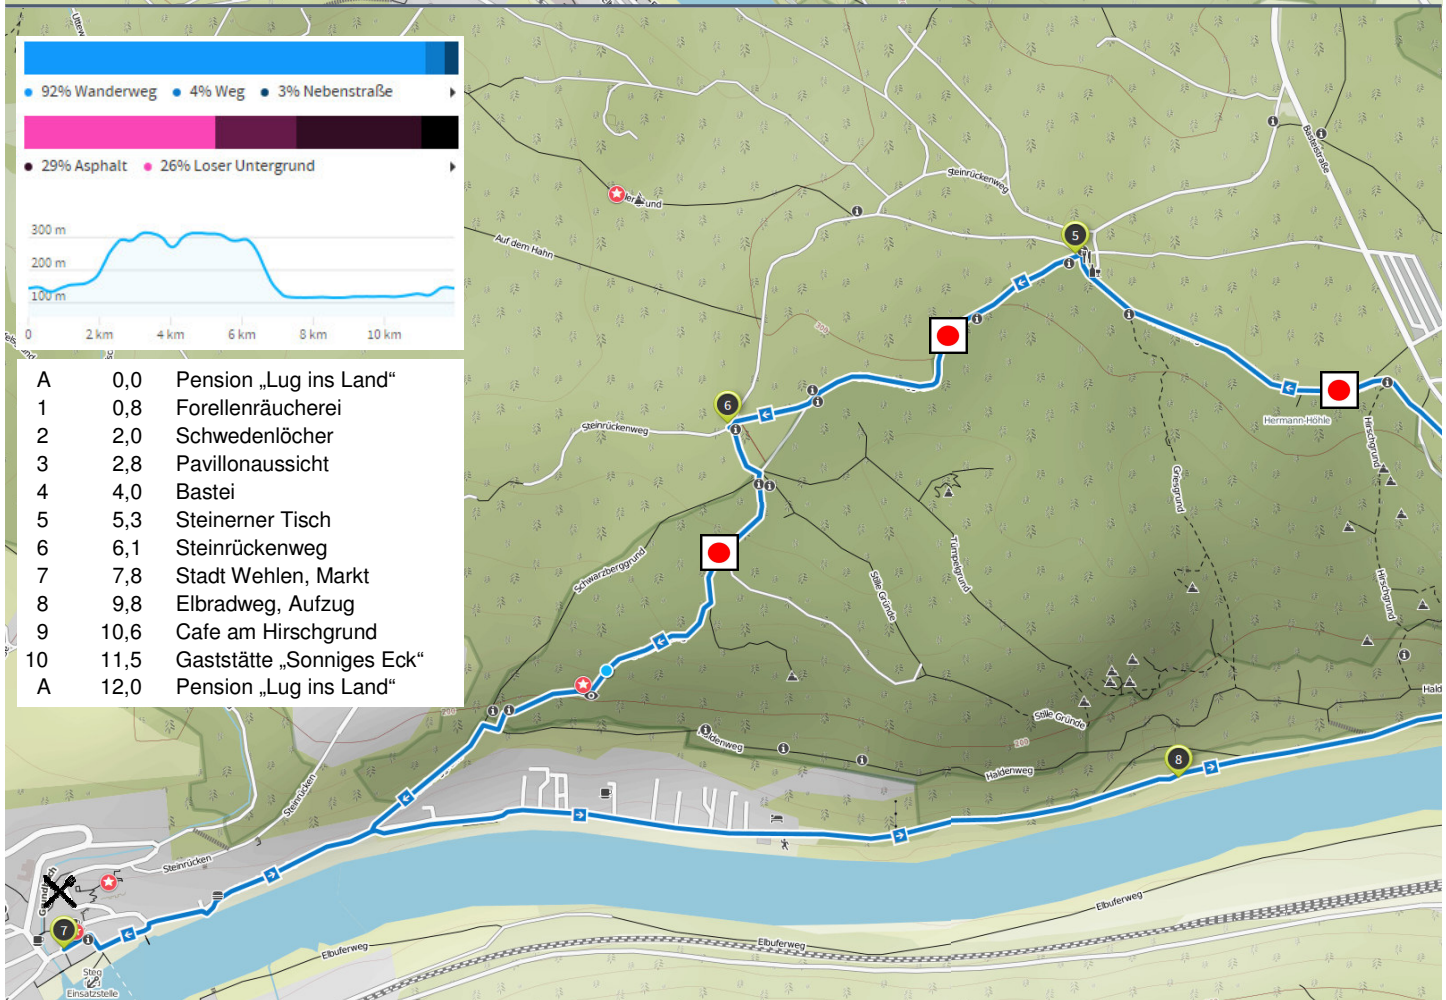 92% Wanderweg 4% Weg 3% Nebenstraße
29% Asphalt 26% Loser Untergrund
300 m
200 m
100 m
0 2 km 4 km 6 km 8 km 10 km
A 0,0 Pension „Lug ins Land“
1 0,8 Forellenräucherei
2 2,0 Schwedenlöcher
3 2,8 Pavillonaussicht
4 4,0 Bastei
5 5,3 Steinerner Tisch
6 6,1 Steinrückenweg
7 7,8 Stadt Wehlen, Markt
8 9,8 Elbradweg, Aufzug
9 10,6 Cafe am Hirschgrund
10 11,5 Gaststätte „Sonniges Eck“
A 12,0 Pension „Lug ins Land“
Basteistraße
Steinrückenweg
Auf dem Hahn
5
300
6
Steinrückenweg
Hermann-Höhle
Hirschgrund
Griesgrund
Tümpelgrund
Schwarzberggrund
Stille Gründe
Hirschgrund
Stille Gründe
200
Haldenweg
Haldenweg
8
Steinrücken
Steinrücken
7
Elbuferweg
Elbuferweg
Elbuferweg
Steg
Einsatzstelle